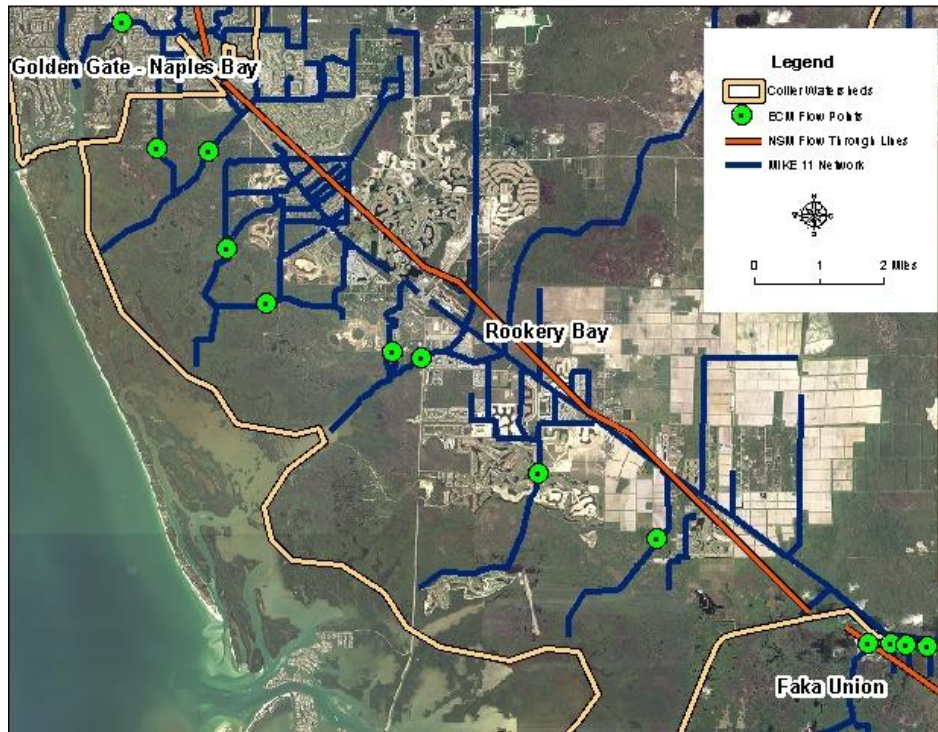 Golden Gate - Naples Bay
Legend
Collier Watersheds
ECM Flow Points
NSM Flow Through Lines
MIKE 11 Network
0 1 2 Miles
Rookery Bay
Faka Union